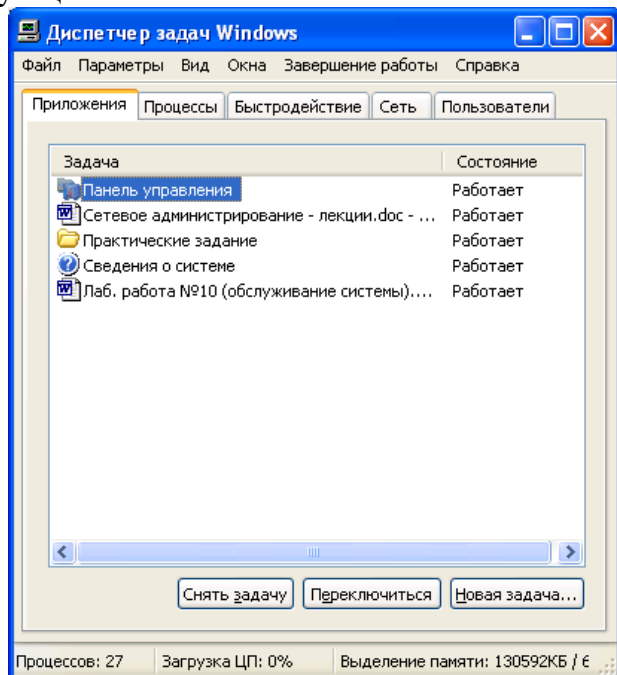 Диспетчер задач Windows
Файл Параметры Вид Окна Завершение работы Справка
Приложения Процессы Быстродействие Сеть Пользователи
Задача Состояние
Панель управления Работает
Сетевое администрирование - лекции.doc - ... Работает
Практические задание Работает
Сведения о системе Работает
Лаб. работа №10 (обслуживание системы).... Работает
Снять задачу Переключиться Новая задача...
Процессов: 27 Загрузка ЦП: 0% Выделение памяти: 130592КБ / 6